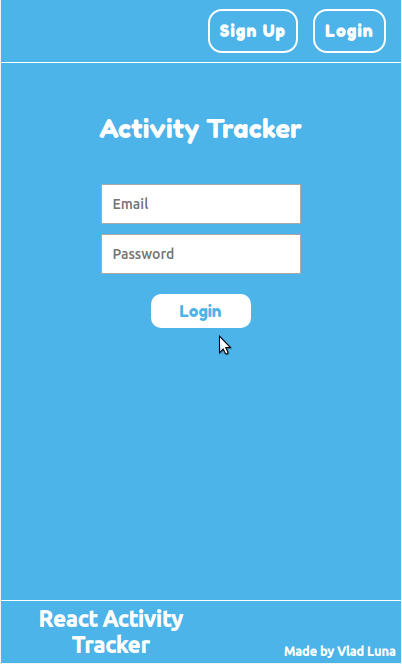 Sign Up
Login
Activity Tracker
Email
Password
Login
React Activity
Tracker
Made by Vlad Luna